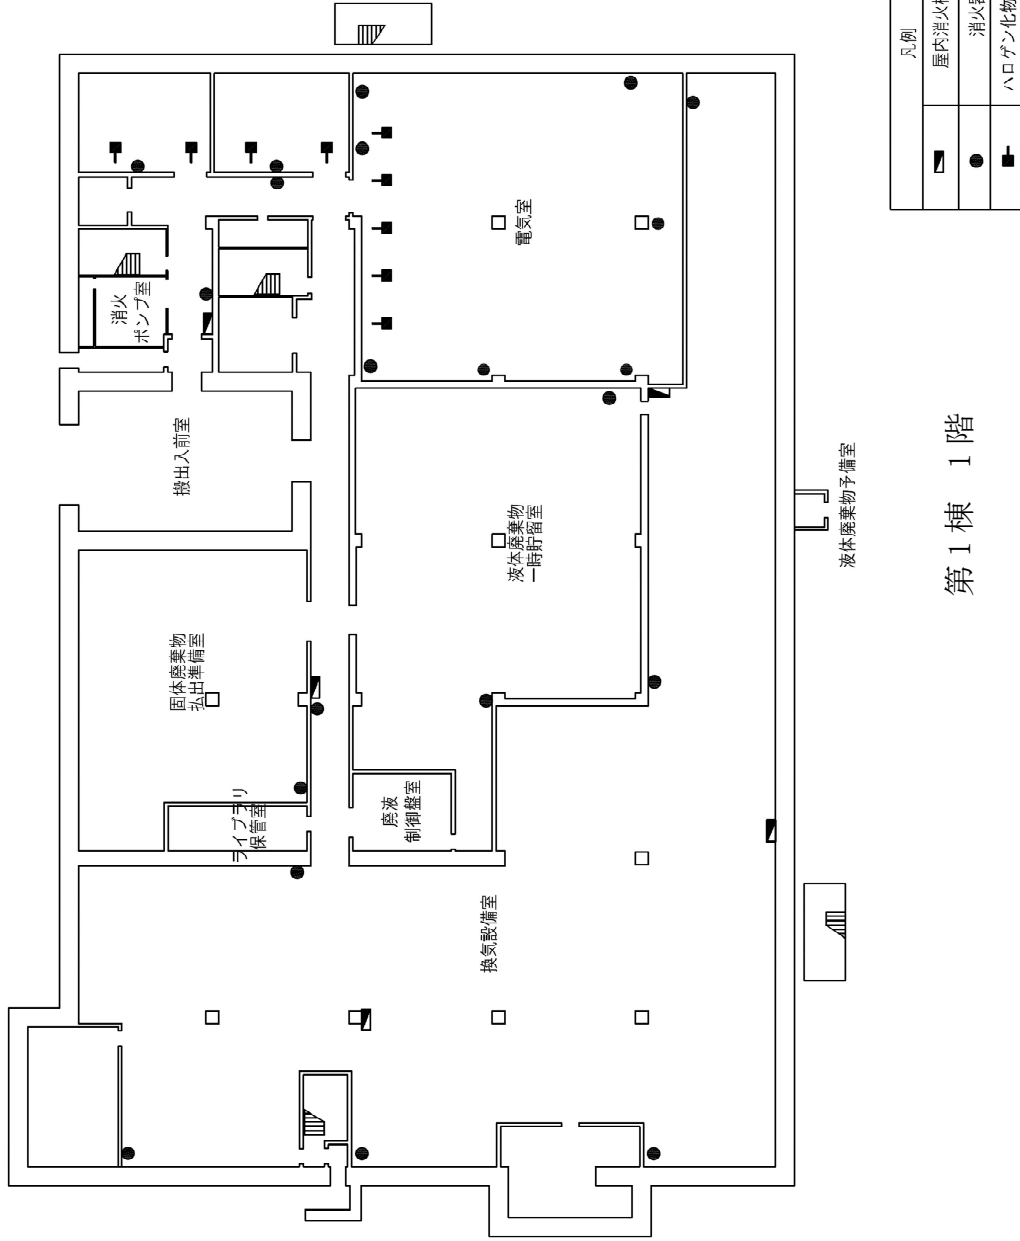 消火
ポンプ室
搬出入前室
電気室
固体廃棄物
払出準備室
液体廃棄物
一時貯留室
ライブラリ
保管室
廃液
制御盤室
換気設備室
液体廃棄物予備室
第1棟 1階
凡例
屋内消火
消火器
ハロゲン化物